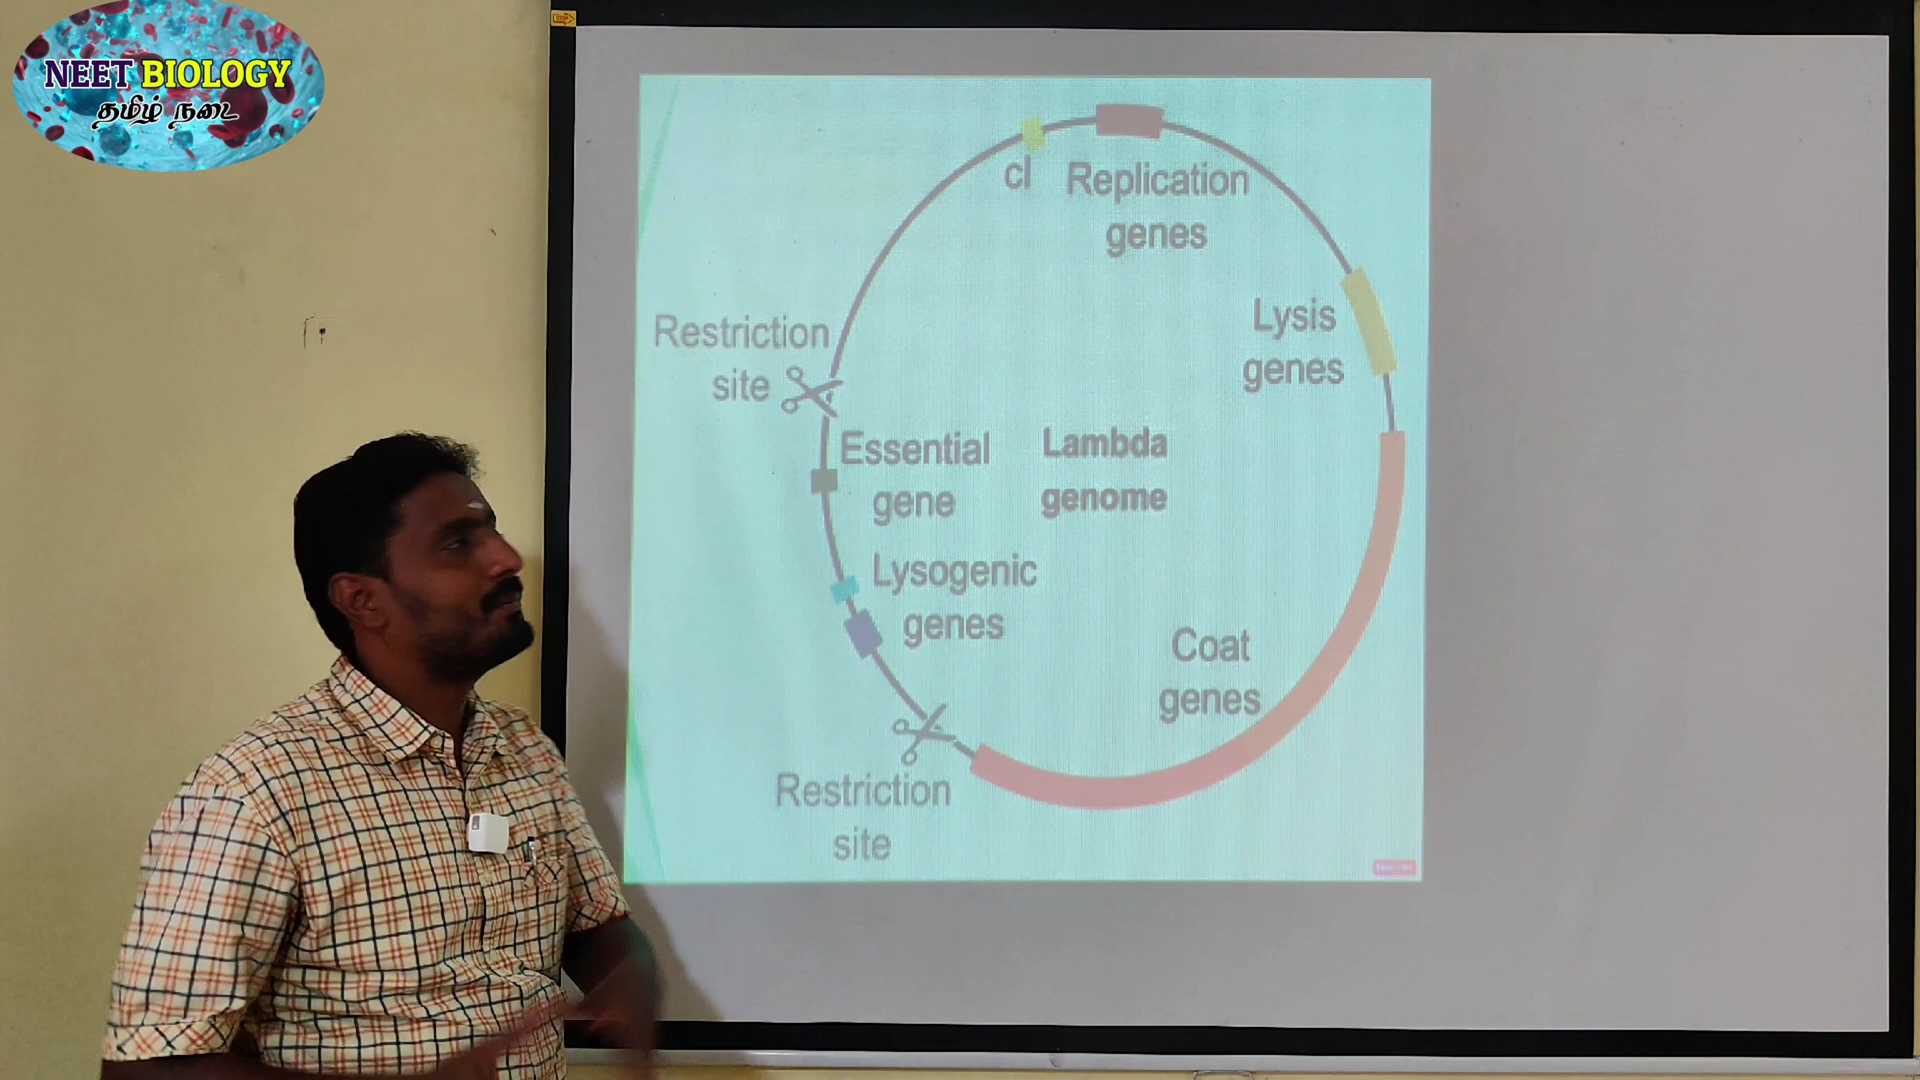 NEET BIOLOGY
தமிழ் நடை
cI
Replication
genes
Lysis
genes
Restriction
site
Essential
gene
Lambda
genome
Lysogenic
genes
Coat
genes
Restriction
site